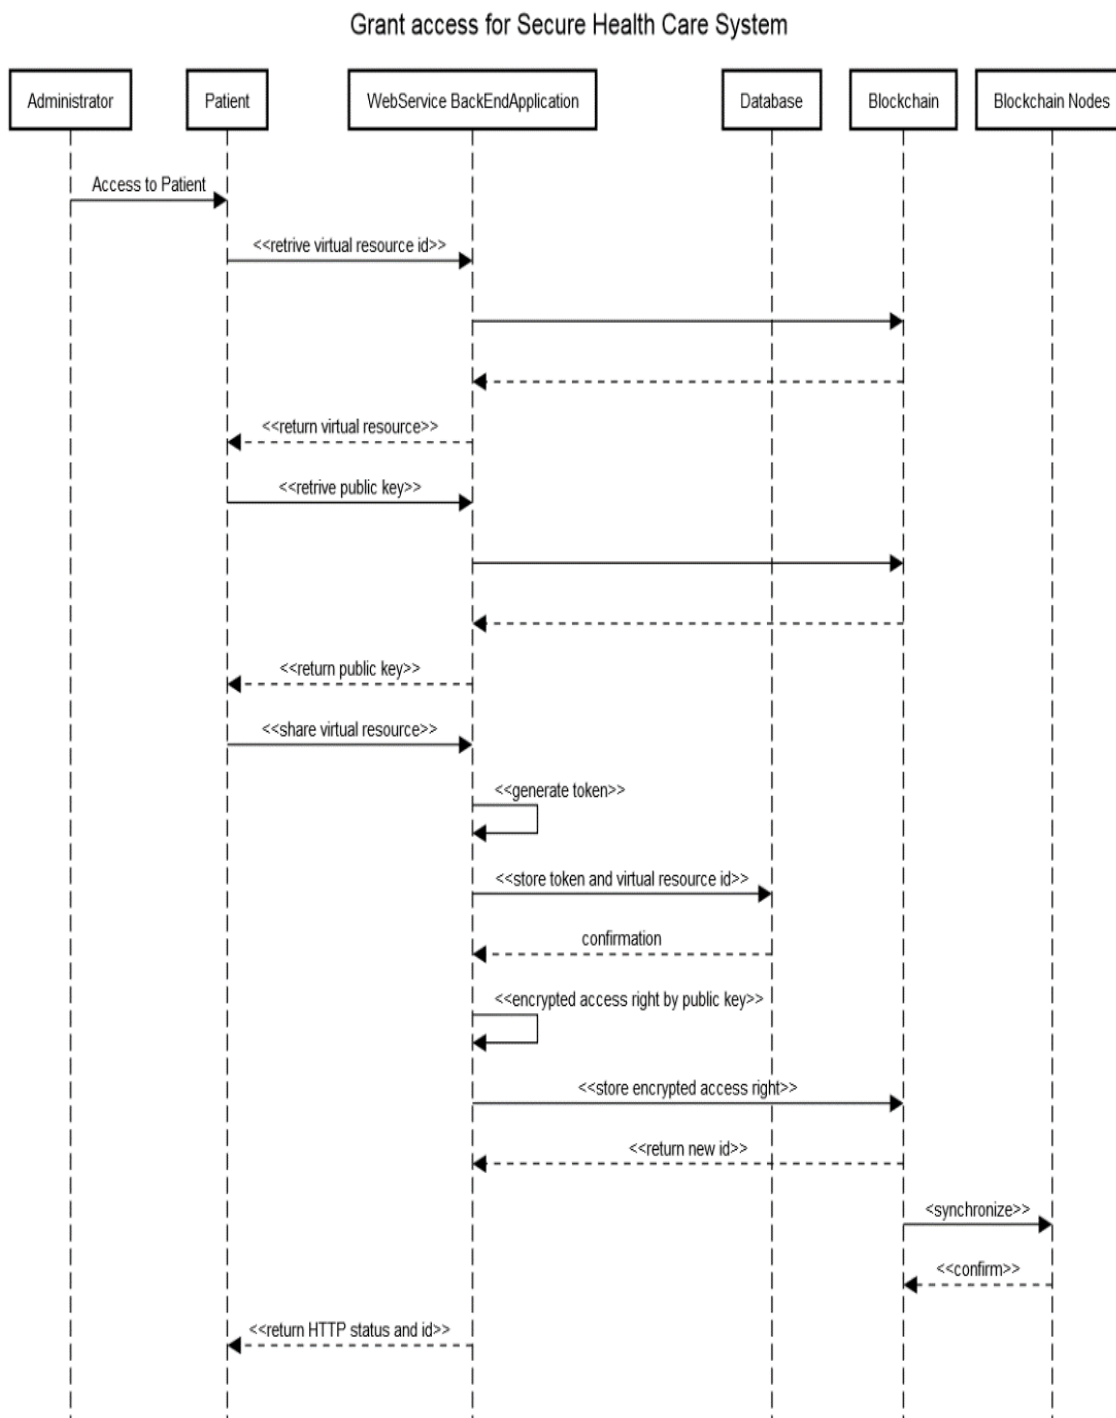 Grant access for Secure Health Care System
Administrator
Patient
WebService BackEndApplication
Database
Blockchain
Blockchain Nodes
Access to Patient
<<retrive virtual resource id>>
<<return virtual resource>>
<<retrive public key>>
<<return public key>>
<<share virtual resource>>
<<generate token>>
<<store token and virtual resource id>>
confirmation
<<encrypted access right by public key>>
<<store encrypted access right>>
<<return new id>>
<synchronize>>
<<confirm>>
<<return HTTP status and id>>